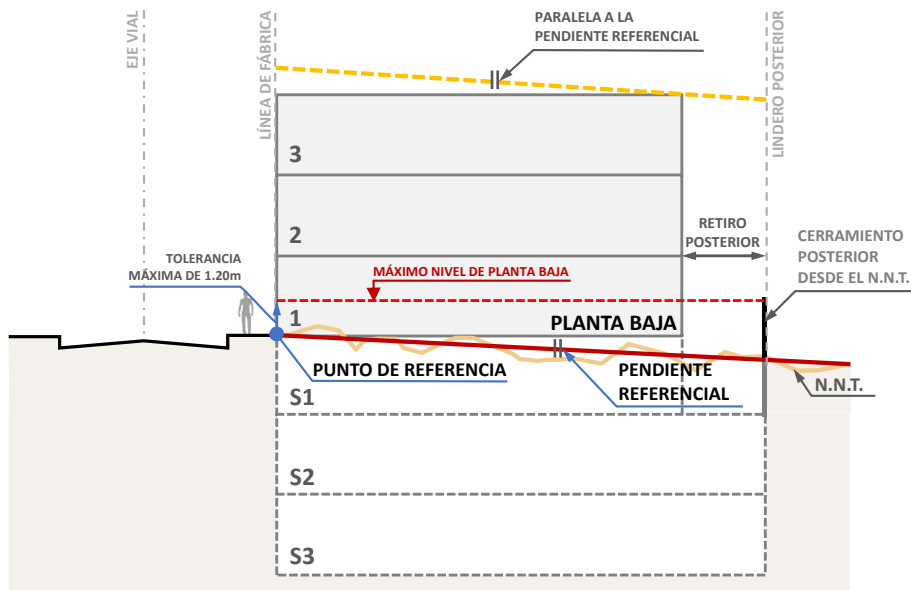 EJE VIAL
LÍNEA DE FÁBRICA
PARALELA A LA
PENDIENTE REFERENCIAL
LINDERO POSTERIOR
3
2
RETIRO
POSTERIOR
CERRAMIENTO
POSTERIOR
DESDE EL N.N.T.
TOLERANCIA
MÁXIMA DE 1.20m
MÁXIMO NIVEL DE PLANTA BAJA
1
PLANTA BAJA
PUNTO DE REFERENCIA
PENDIENTE
REFERENCIAL
N.N.T.
S1
S2
S3